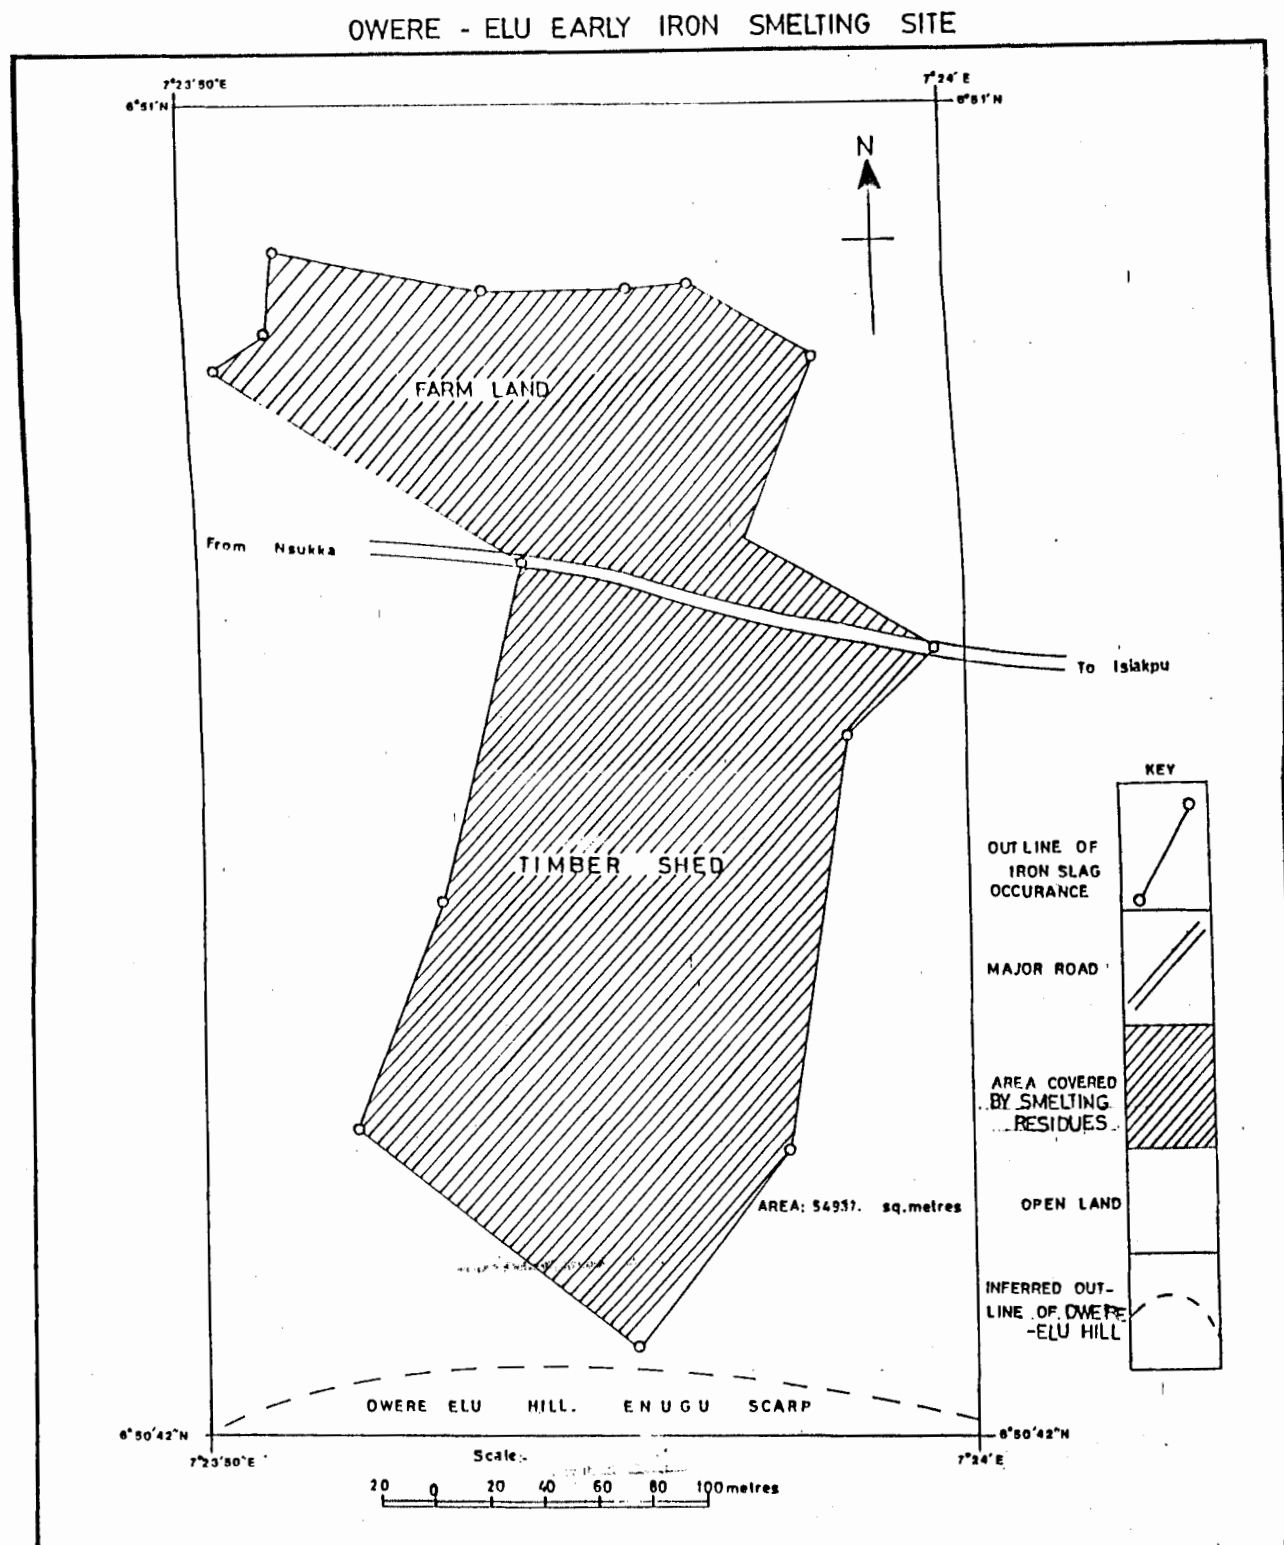 OWERE - ELU EARLY IRON SMELTING SITE
7°23'50"E
7°24'E
6°51'N
6°51'N
N
FARM LAND
From Nsukka
To Isiakpu
KEY
OUTLINE OF
IRON SLAG
OCCURANCE
TIMBER SHED
MAJOR ROAD
AREA COVERED
BY SMELTING
RESIDUES
AREA: sq.metres
OPEN LAND
INFERRED OUT-
LINE OF OWERE
-ELU HILL
OWERE ELU HILL. ENUGU SCARP
6°50'42"N
6°50'42"N
7°23'50"E
7°24'E
Scale:-
20 0 20 40 60 80 100metres